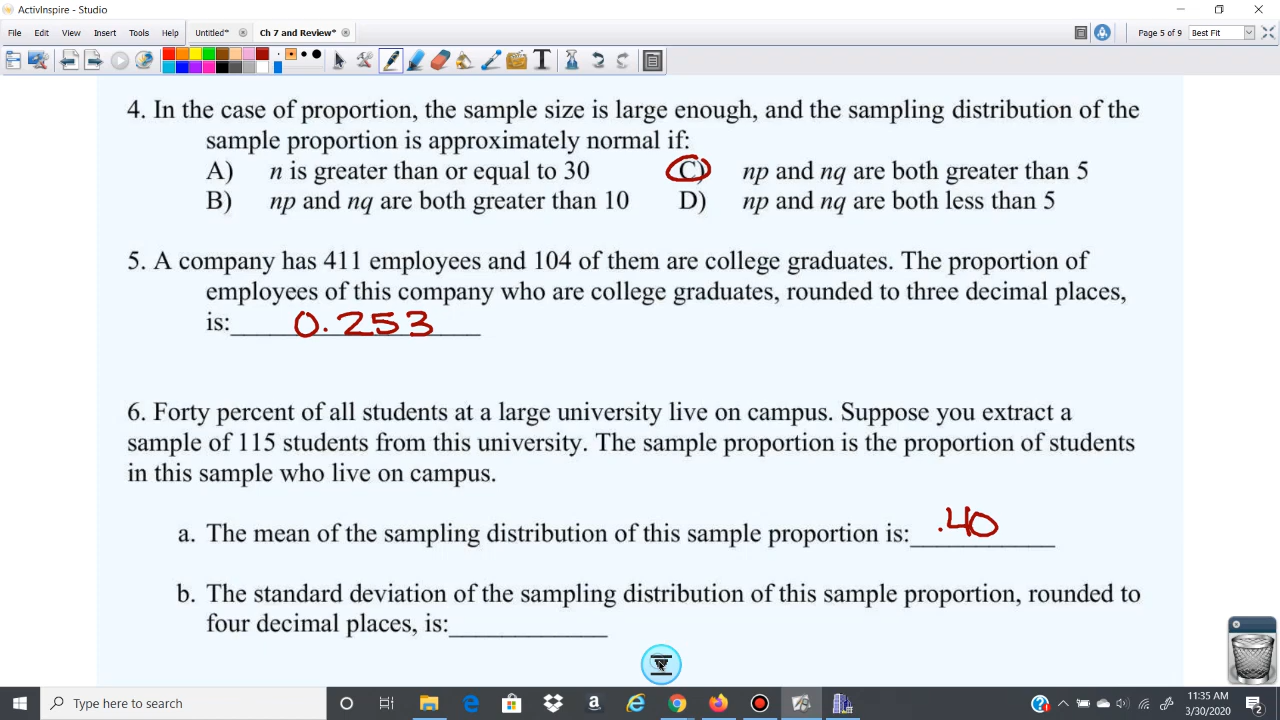 ActivInspire - Studio
File Edit View Insert Tools Help Untitled* Ch 7 and Review* Page 5 of 9 Best Fit
4. In the case of proportion, the sample size is large enough, and the sampling distribution of the
sample proportion is approximately normal if:
A) n is greater than or equal to 30 C) np and nq are both greater than 5
B) np and nq are both greater than 10 D) np and nq are both less than 5
5. A company has 411 employees and 104 of them are college graduates. The proportion of
employees of this company who are college graduates, rounded to three decimal places,
is:___________________ 0.253
6. Forty percent of all students at a large university live on campus. Suppose you extract a
sample of 115 students from this university. The sample proportion is the proportion of students
in this sample who live on campus.
a. The mean of the sampling distribution of this sample proportion is:___________ .40
b. The standard deviation of the sampling distribution of this sample proportion, rounded to
four decimal places, is:____________
Type here to search
11:35 AM
3/30/2020